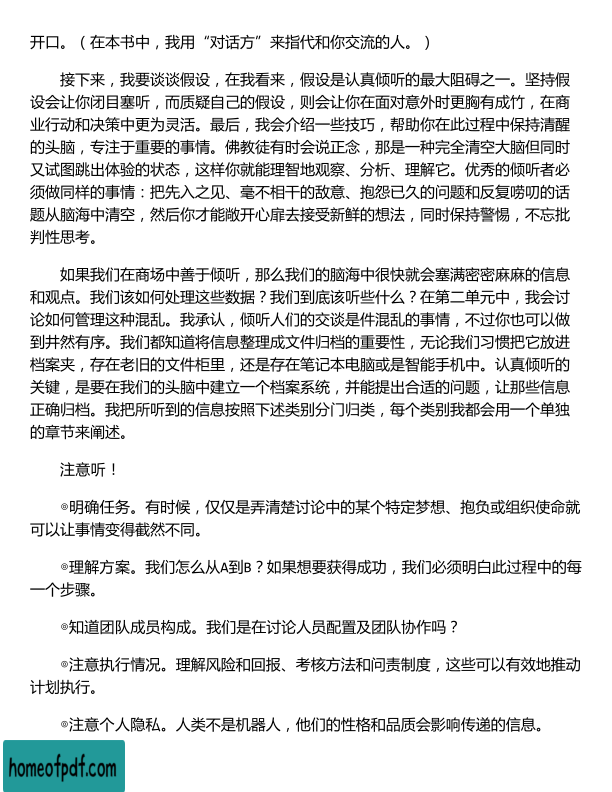 开口。（在本书中，我用“对话方”来指代和你交流的人。）
接下来，我要谈谈假设，在我看来，假设是认真倾听的最大阻碍之一。坚持假
设会让你闭目塞听，而质疑自己的假设，则会让你在面对意外时更胸有成竹，在商
业行动和决策中更为灵活。最后，我会介绍一些技巧，帮助你在此过程中保持清醒
的头脑，专注于重要的事情。佛教徒有时会说正念，那是一种完全清空大脑但同时
又试图跳出体验的状态，这样你就能理智地观察、分析、理解它。优秀的倾听者必
须做同样的事情：把先入之见、毫不相干的敌意、抱怨已久的问题和反复唠叨的话
题从脑海中清空，然后你才能敞开心扉去接受新鲜的想法，同时保持警惕，不忘批
判性思考。
如果我们在商场中善于倾听，那么我们的脑海中很快就会塞满密密麻麻的信息
和观点。我们该如何处理这些数据？我们到底该听些什么？在第二单元中，我会讨
论如何管理这种混乱。我承认，倾听人们的交谈是件混乱的事情，不过你也可以做
到井然有序。我们都知道将信息整理成文件归档的重要性，无论我们习惯把它放进
档案夹，存在老旧的文件柜里，还是存在笔记本电脑或是智能手机中。认真倾听的
关键，是要在我们的头脑中建立一个档案系统，并能提出合适的问题，让那些信息
正确归档。我把所听到的信息按照下述类别分门归类，每个类别我都会用一个单独
的章节来阐述。
注意听！
⊙明确任务。有时候，仅仅是弄清楚讨论中的某个特定梦想、抱负或组织使命就
可以让事情变得截然不同。
⊙理解方案。我们怎么从A到B？如果想要获得成功，我们必须明白此过程中的每
一个步骤。
⊙知道团队成员构成。我们是在讨论人员配置及团队协作吗？
⊙注意执行情况。理解风险和回报、考核方法和问责制度，这些可以有效地推动
计划执行。
⊙注意个人隐私。人类不是机器人，他们的性格和品质会影响传递的信息。
homeofpdf.com